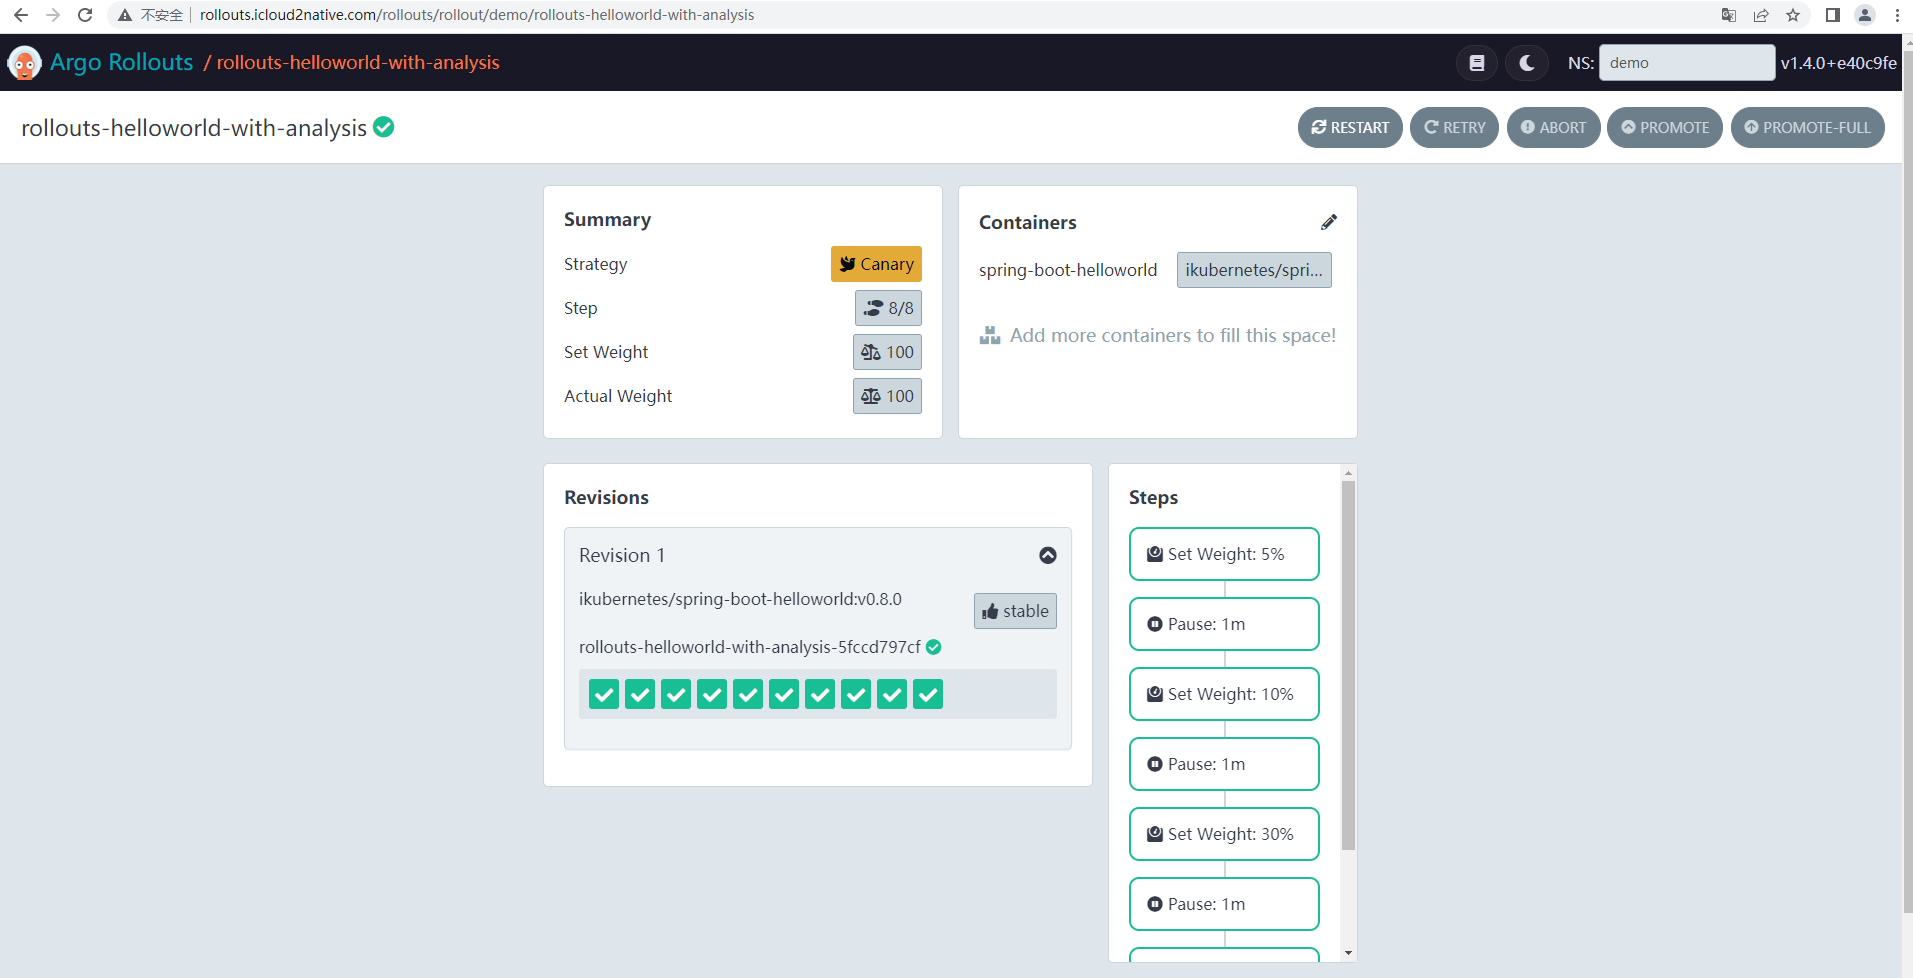 不安全 rollouts.icloud2native.com/rollouts/rollout/demo/rollouts-helloworld-with-analysis
Argo Rollouts / rollouts-helloworld-with-analysis NS: demo v1.4.0+e40c9fe
rollouts-helloworld-with-analysis RESTART RETRY ABORT PROMOTE PROMOTE-FULL
Summary
Strategy Canary
Step 8/8
Set Weight 100
Actual Weight 100
Containers
spring-boot-helloworld ikubernetes/spri...
Add more containers to fill this space!
Revisions
Revision 1
ikubernetes/spring-boot-helloworld:v0.8.0
stable
rollouts-helloworld-with-analysis-5fccd797cf
Steps
Set Weight: 5%
Pause: 1m
Set Weight: 10%
Pause: 1m
Set Weight: 30%
Pause: 1m